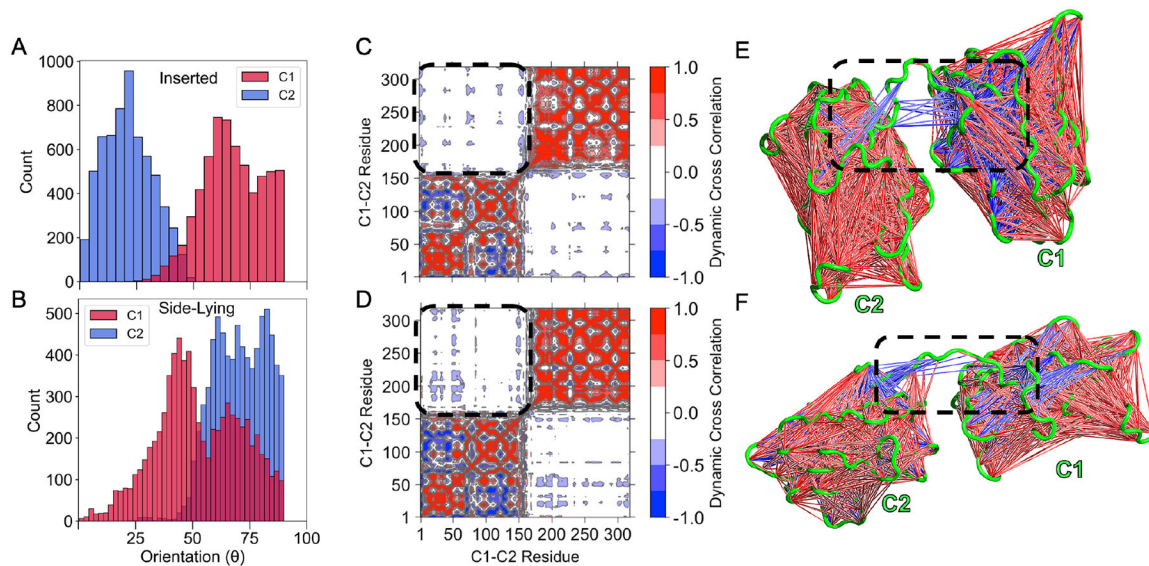 A
Inserted
C1
C2
1000
800
600
400
200
0
Count
25
50
75
100
B
Side-Lying
C1
C2
500
400
300
200
100
0
Count
0
25
50
75
100
Orientation (θ)
C
300
250
200
150
100
50
1
C1-C2 Residue
1.0
0.5
0.0
-0.5
-1.0
Dynamic Cross Correlation
D
300
250
200
150
100
50
1
C1-C2 Residue
1
50
100
150
200
250
300
C1-C2 Residue
1.0
0.5
0.0
-0.5
-1.0
Dynamic Cross Correlation
E
C2
C1
F
C2
C1